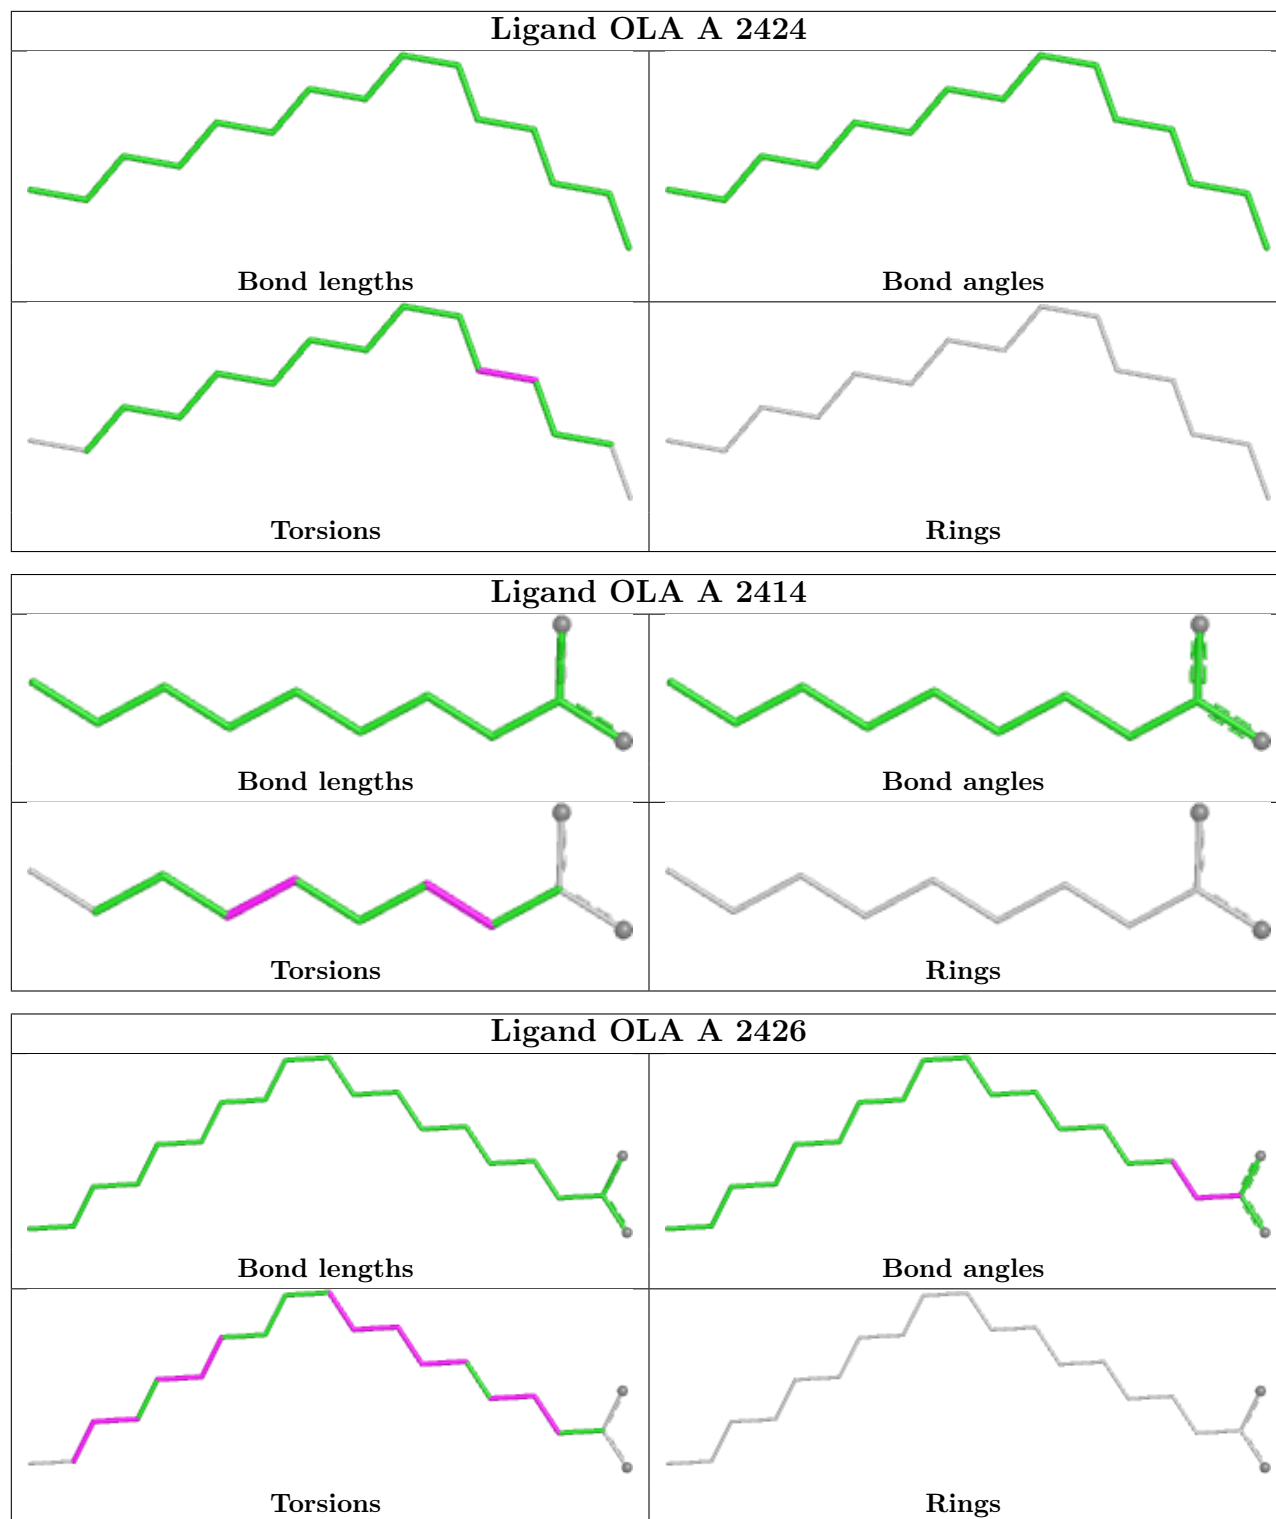 Ligand OLA A 2424
Bond lengths
Bond angles
Torsions
Rings
Ligand OLA A 2414
Bond lengths
Bond angles
Torsions
Rings
Ligand OLA A 2426
Bond lengths
Bond angles
Torsions
Rings